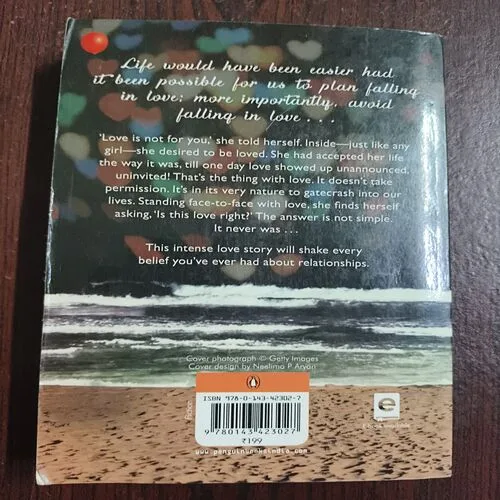 Life would have been easier had
it been possible for us to plan falling
in love; more importantly, avoid
falling in love . . .
'Love is not for you,' she told herself. Inside—just like any
girl—she desired to be loved. She had accepted her life
the way it was, till one day love showed up unannounced,
uninvited! That's the thing with love. It doesn't take
permission. It's in its very nature to gatecrash into our
lives. Standing face-to-face with love, she finds herself
asking, 'Is this love right?' The answer is not simple.
It never was . . .
This intense love story will shake every
belief you've ever had about relationships.
Cover photograph © Getty Images
Cover design by Neelima P Aryan
Fiction
ISBN 978-0-143-42302-7
9 780143 423027
₹199
www.penguinbooksindia.com
e